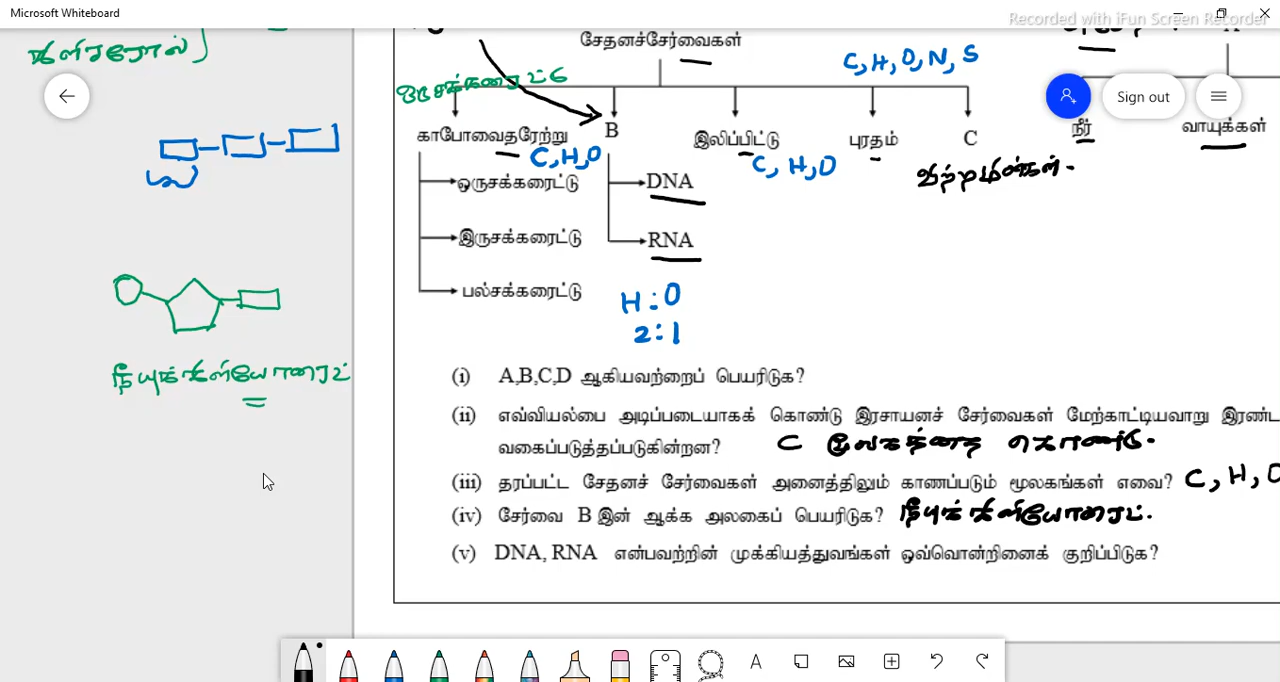 Microsoft Whiteboard
Recorded with iFun Screen Recorder
Sign out
சேதனச்சேர்வைகள்
C, H, O, N, S
ஒருசக்கரைட்டு
காபோவைதரேற்று
B
இலிப்பிட்டு
புரதம்
C
நீர்
வாயுக்கள்
C, H, O
C, H, O
விற்றமின்கள்.
ஒருசக்கரைட்டு
DNA
இருசக்கரைட்டு
RNA
பல்சக்கரைட்டு
H : O
2 : 1
நியூக்கிளியோரைட்
(i) A,B,C,D ஆகியவற்றைப் பெயரிடுக?
(ii) எவ்வியல்பை அடிப்படையாகக் கொண்டு இரசாயனச் சேர்வைகள் மேற்காட்டியவாறு இரண்ட
வகைப்படுத்தப்படுகின்றன? C மூலகத்தை கொண்டு.
(iii) தரப்பட்ட சேதனச் சேர்வைகள் அனைத்திலும் காணப்படும் மூலகங்கள் எவை? C, H, O
(iv) சேர்வை B இன் ஆக்க அலகைப் பெயரிடுக? நியூக்கிளியோரைட்.
(v) DNA, RNA என்பவற்றின் முக்கியத்துவங்கள் ஒவ்வொன்றினைக் குறிப்பிடுக?